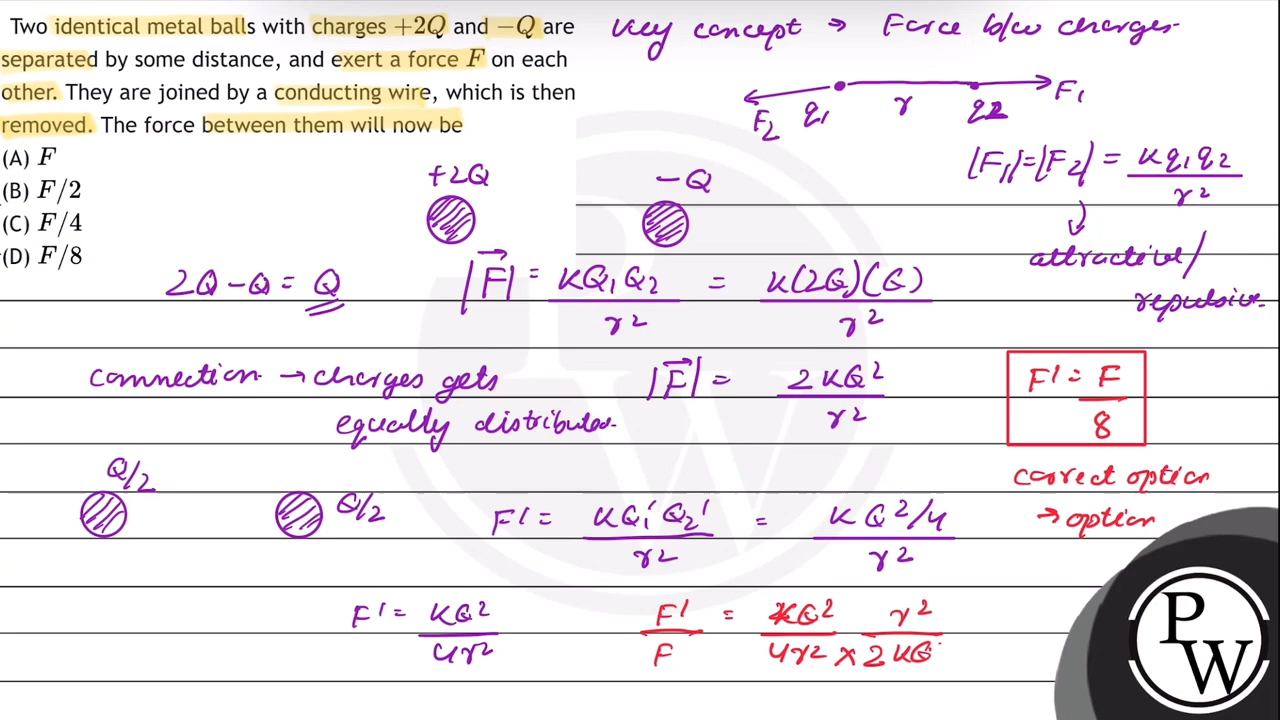 Two identical metal balls with charges +2Q and −Q are
separated by some distance, and exert a force F on each
other. They are joined by a conducting wire, which is then
removed. The force between them will now be
(A) F
(B) F/2
(C) F/4
(D) F/8
Key concept → Force b/w charges
F₂ q₁ r q2 F₁
|F₁|=|F₂| = Kq₁q₂/r²
attractive/
repulsive.
+2Q −Q
2Q−Q = Q
|F| = KQ₁Q₂/r² = K(2Q)(Q)/r²
connection → charges gets
equally distributes.
|F| = 2KQ²/r²
F' = F/8
correct option
→ option
Q/2 Q/2
F' = KQ₁'Q₂'/r² = KQ²/4/r²
F' = KQ²/4r²
F'/F = KQ²/4r² × r²/2KQ
PW